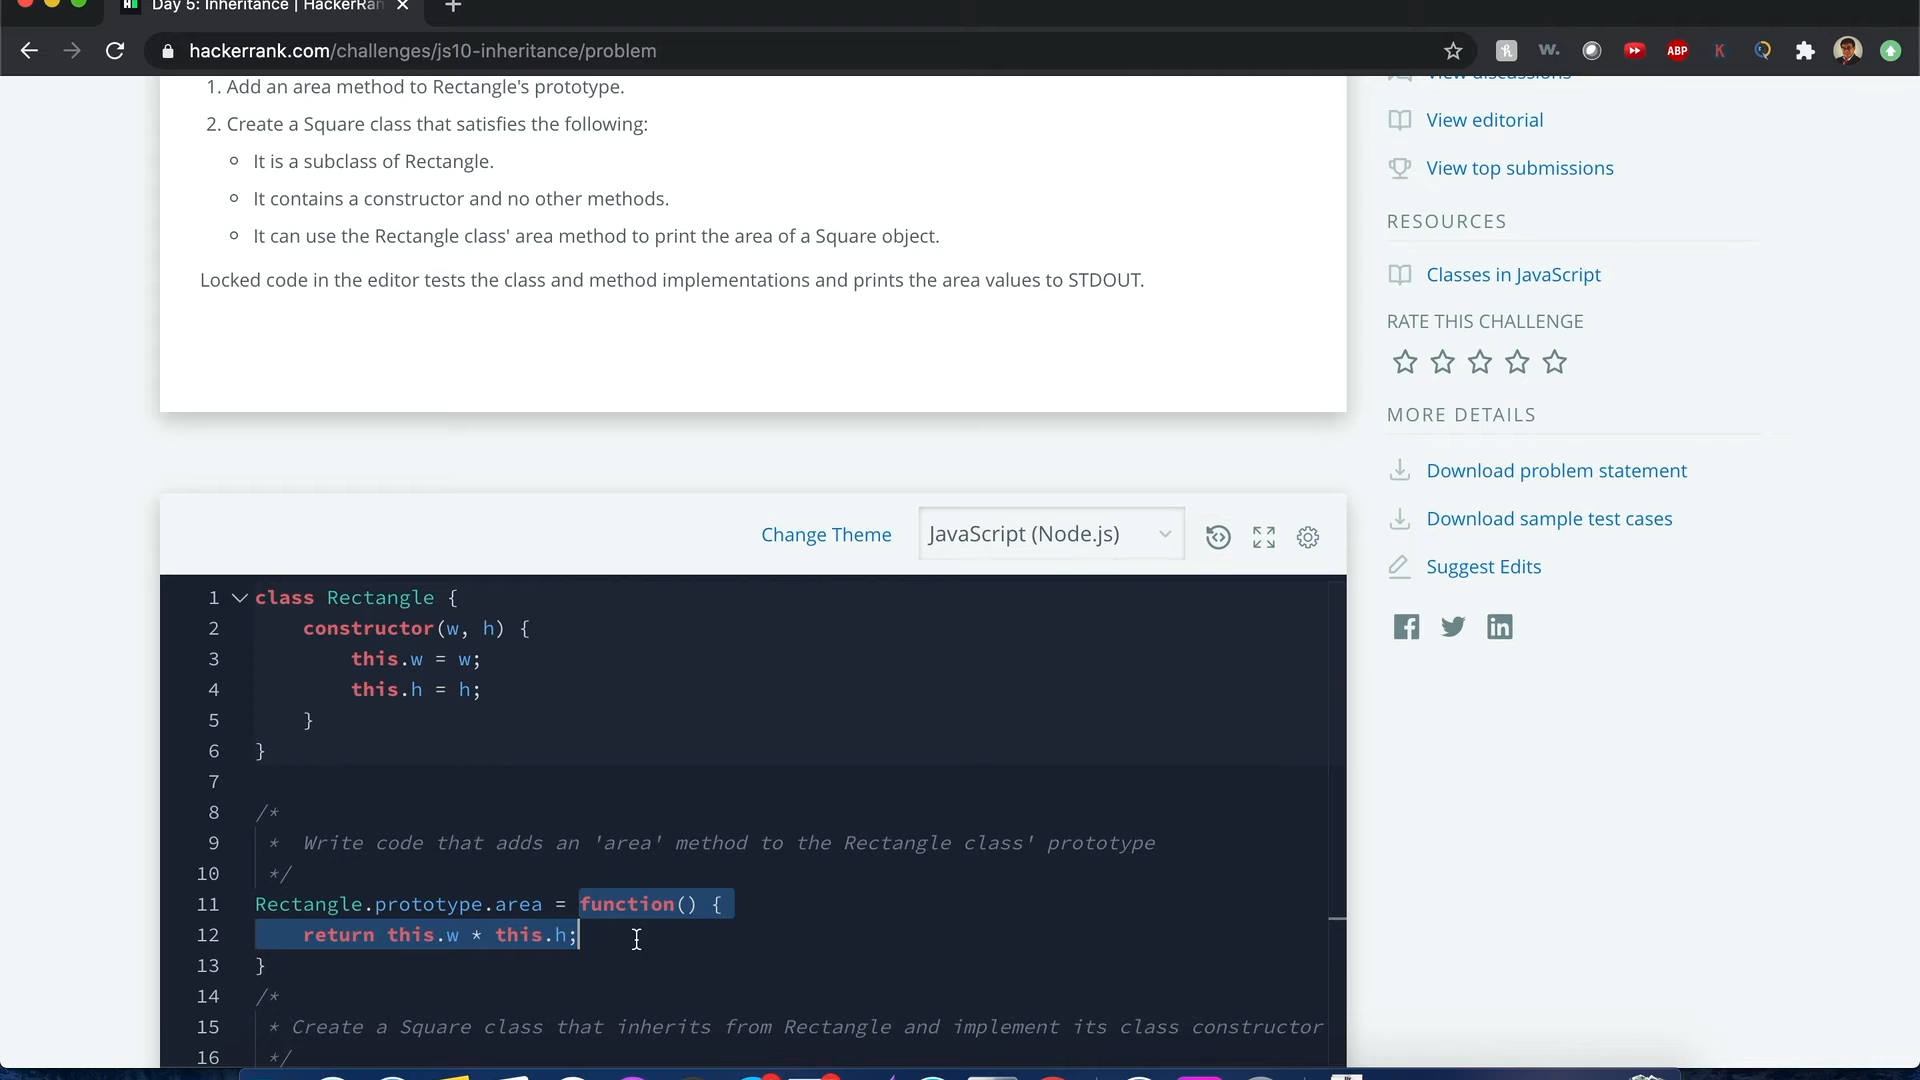 Day 5: Inheritance | HackerRan
hackerrank.com/challenges/js10-inheritance/problem
ABP
K
1. Add an area method to Rectangle's prototype.
2. Create a Square class that satisfies the following:
It is a subclass of Rectangle.
It contains a constructor and no other methods.
It can use the Rectangle class' area method to print the area of a Square object.
Locked code in the editor tests the class and method implementations and prints the area values to STDOUT.
View discussions
View editorial
View top submissions
RESOURCES
Classes in JavaScript
RATE THIS CHALLENGE
MORE DETAILS
Download problem statement
Download sample test cases
Suggest Edits
Change Theme
JavaScript (Node.js)
1 class Rectangle {
2 constructor(w, h) {
3 this.w = w;
4 this.h = h;
5 }
6 }
7
8 /*
9 * Write code that adds an 'area' method to the Rectangle class' prototype
10 */
11 Rectangle.prototype.area = function() {
12 return this.w * this.h;
13 }
14 /*
15 * Create a Square class that inherits from Rectangle and implement its class constructor
16 */